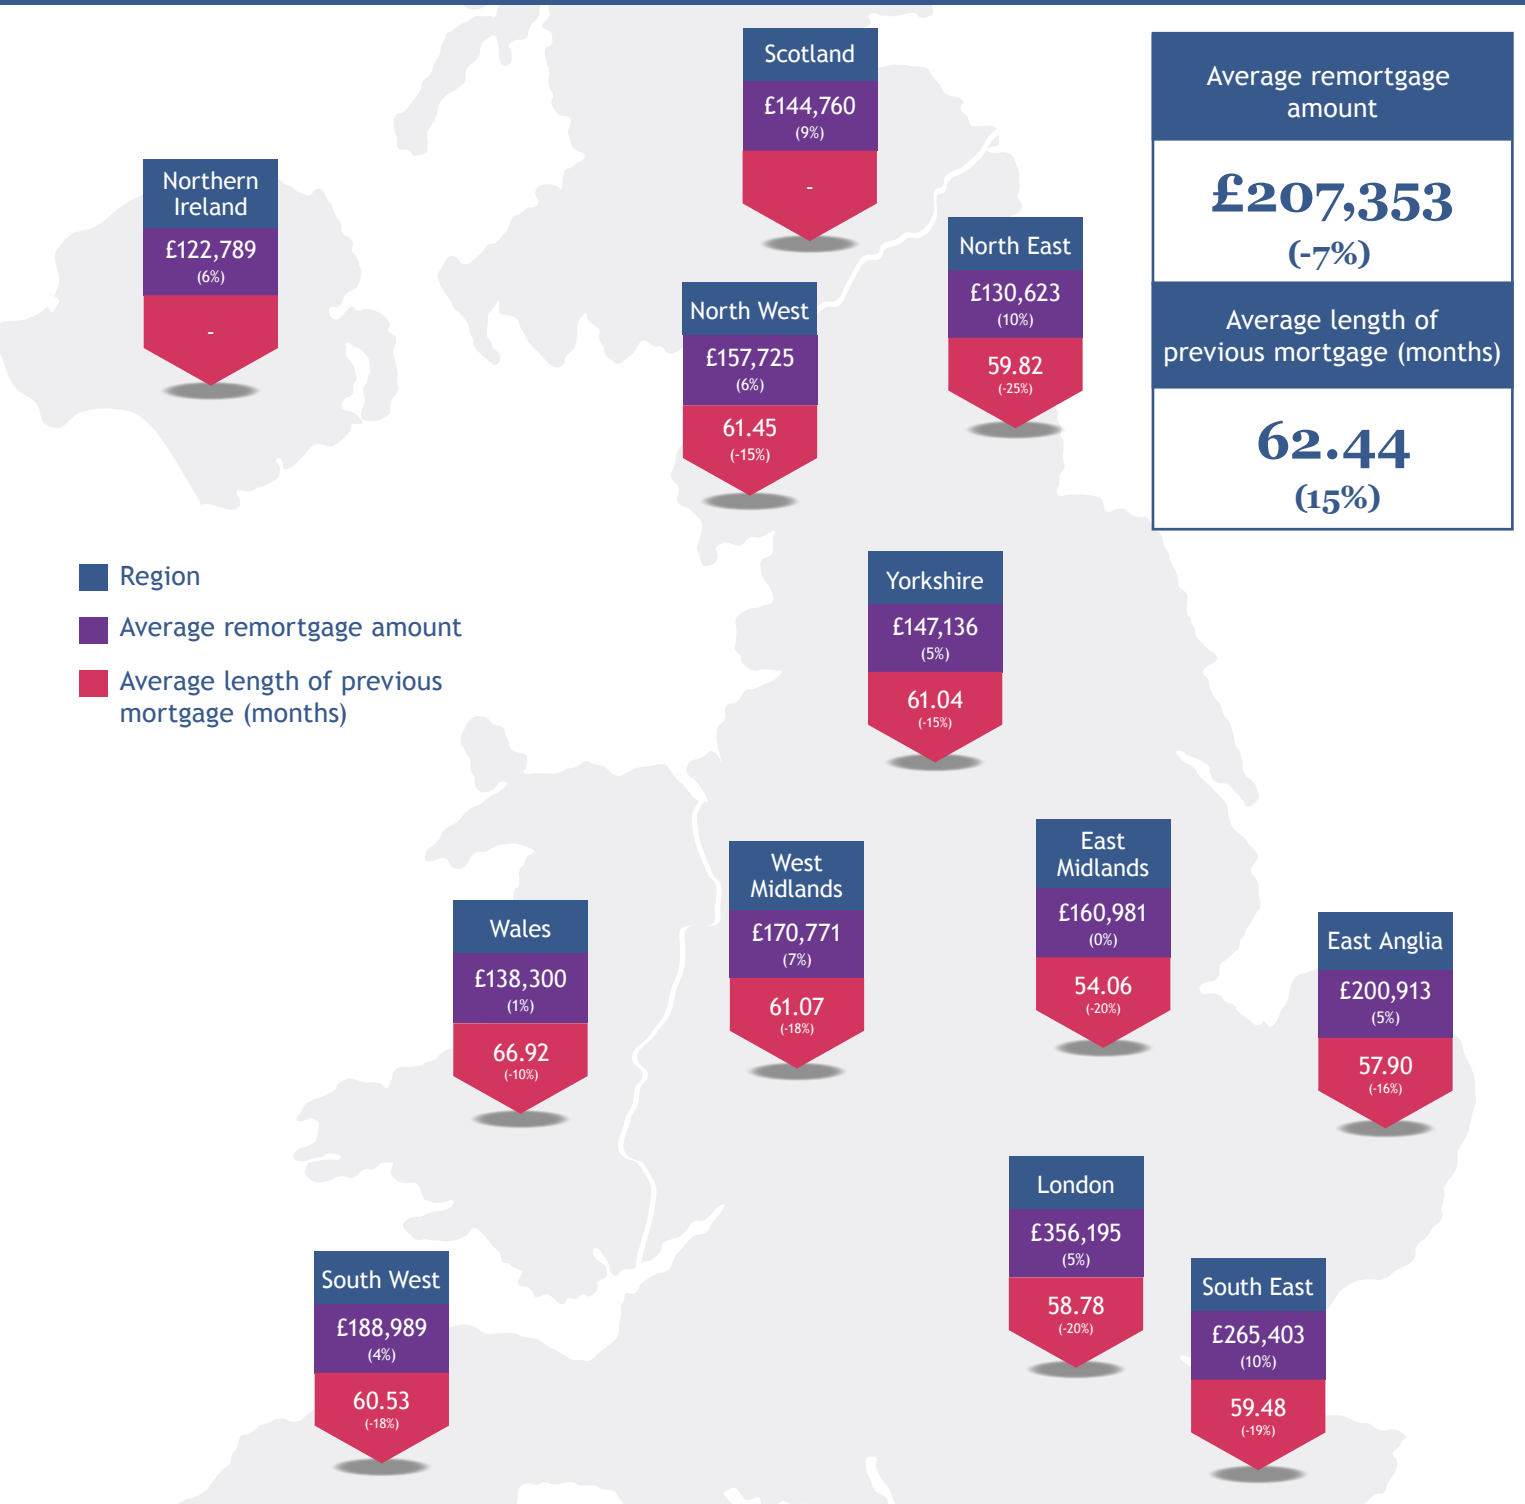 Scotland
£144,760
(9%)
-
Average remortgage
amount
£207,353
(-7%)
Average length of
previous mortgage (months)
62.44
(15%)
Northern
Ireland
£122,789
(6%)
-
North East
£130,623
(10%)
59.82
(-25%)
North West
£157,725
(6%)
61.45
(-15%)
Region
Average remortgage amount
Average length of previous
mortgage (months)
Yorkshire
£147,136
(5%)
61.04
(-15%)
East
Midlands
£160,981
(0%)
54.06
(-20%)
West
Midlands
£170,771
(7%)
61.07
(-18%)
Wales
£138,300
(1%)
66.92
(-10%)
East Anglia
£200,913
(5%)
57.90
(-16%)
London
£356,195
(5%)
58.78
(-20%)
South West
£188,989
(4%)
60.53
(-18%)
South East
£265,403
(10%)
59.48
(-19%)